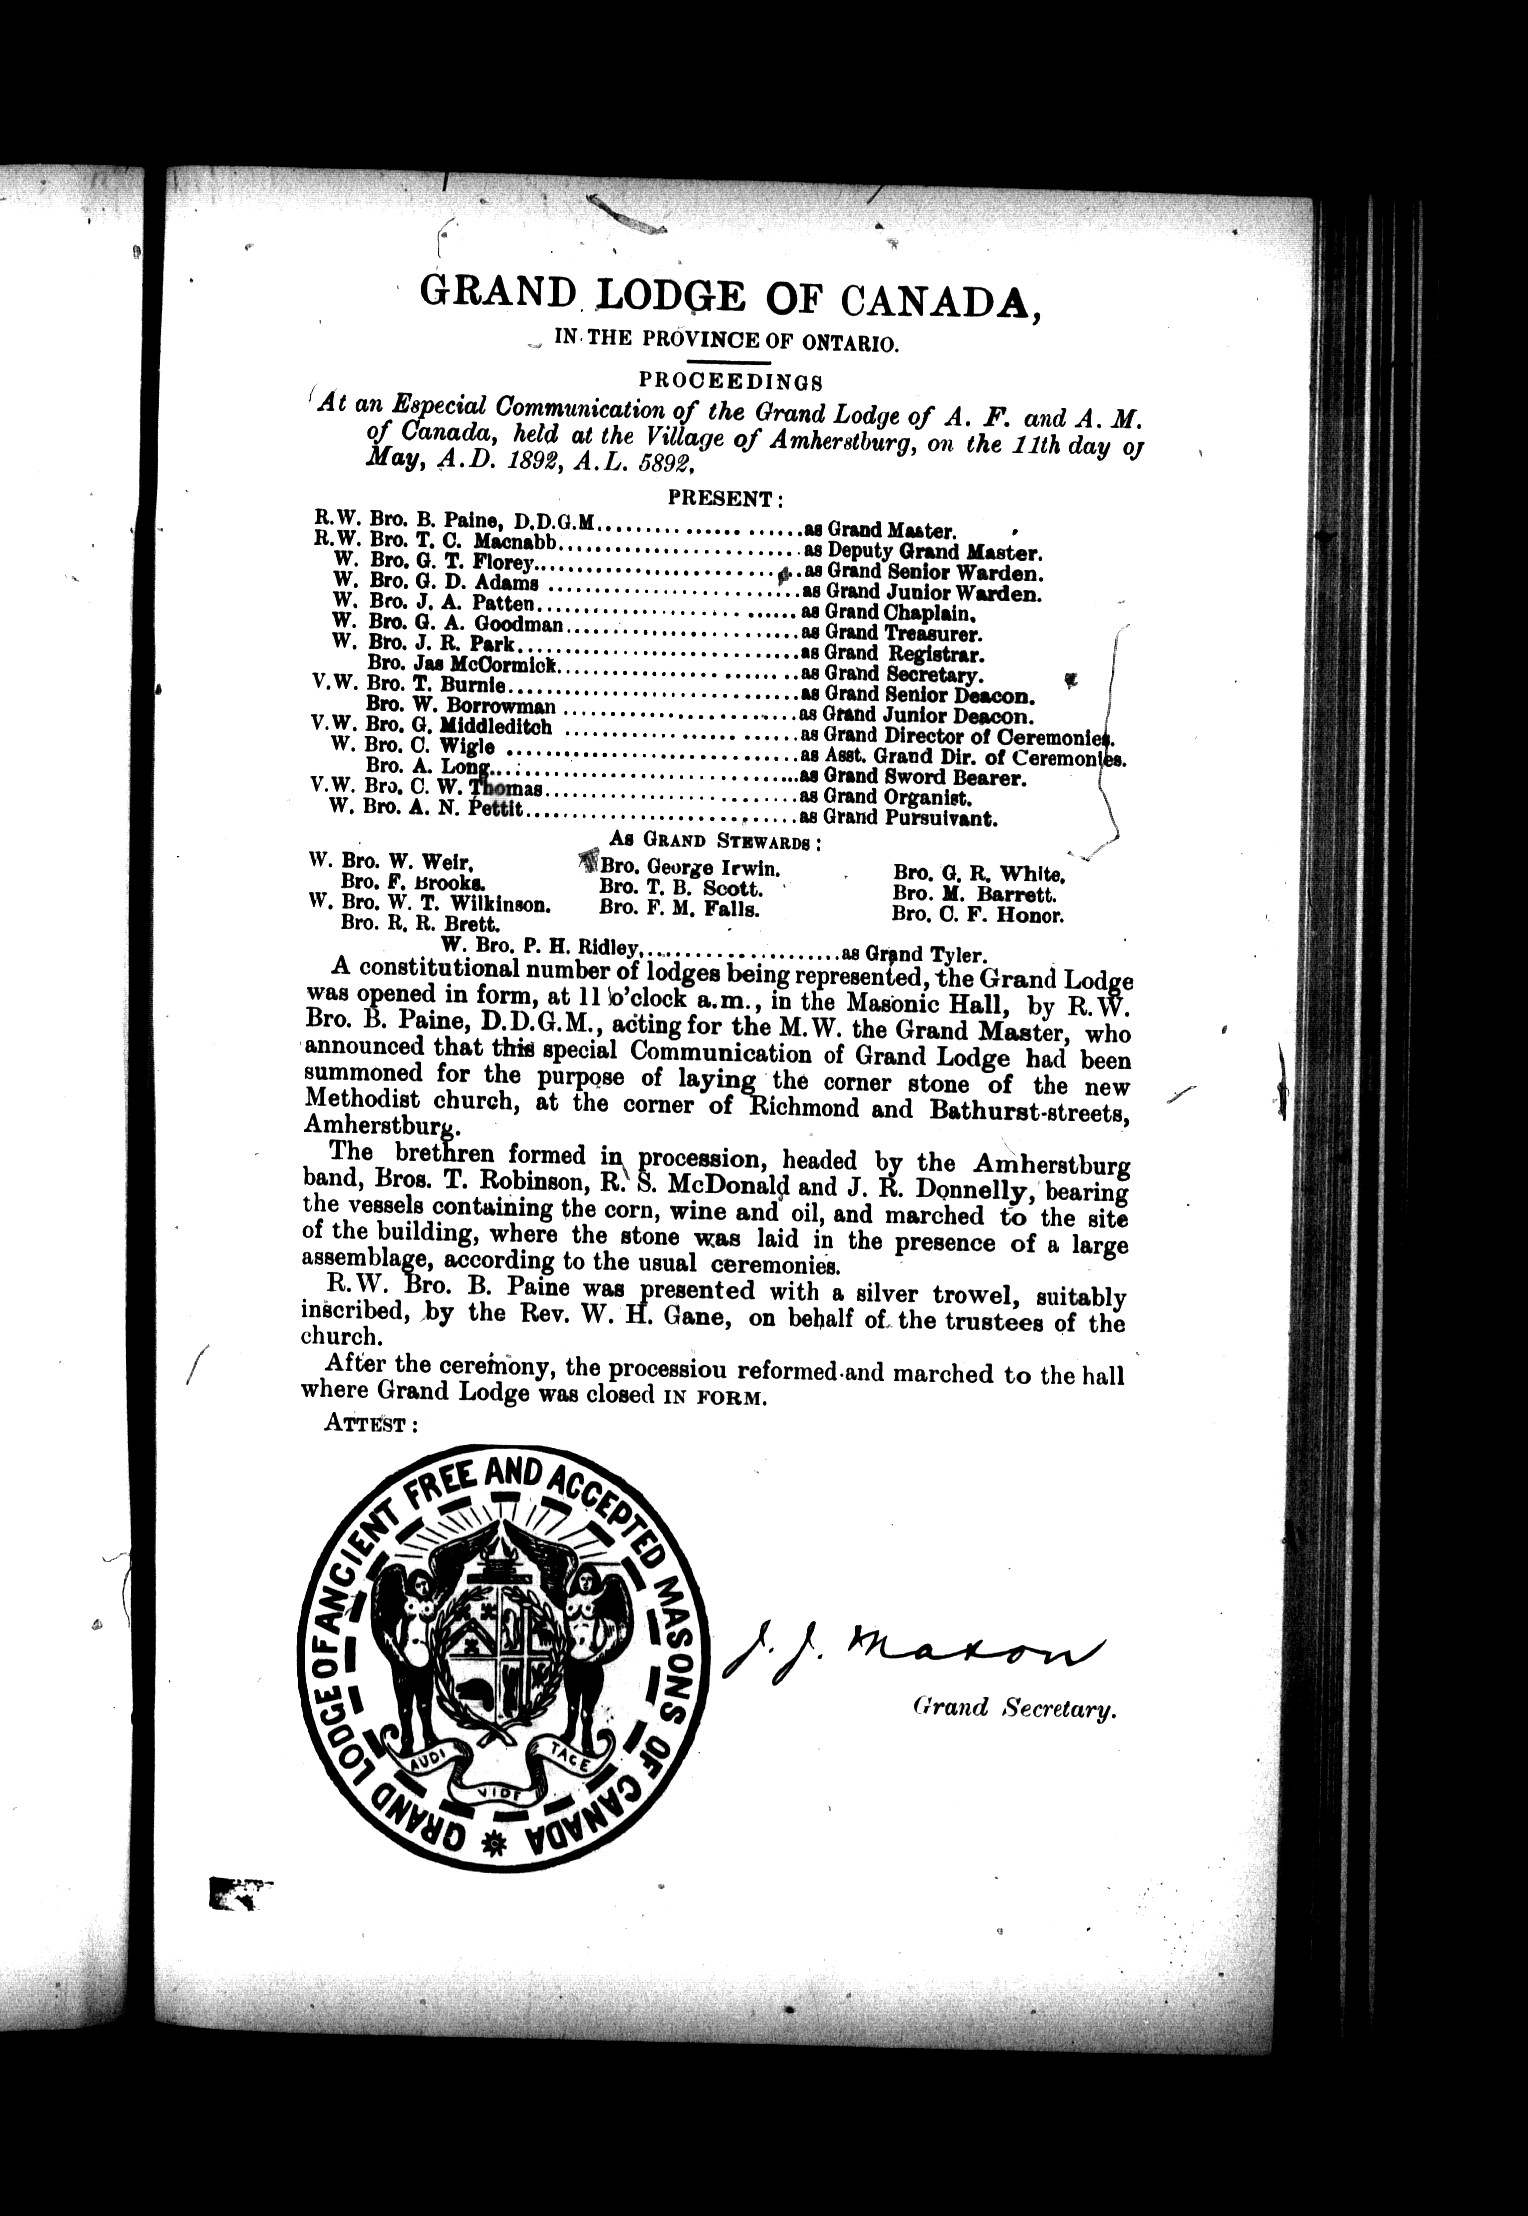 GRAND LODGE OF CANADA,
IN THE PROVINCE OF ONTARIO.
PROCEEDINGS
At an Especial Communication of the Grand Lodge of A. F. and A. M.
of Canada, held at the Village of Amherstburg, on the 11th day of
May, A.D. 1892, A.L. 5892,
PRESENT:
R.W. Bro. B. Paine, D.D.G.M. as Grand Master.
R.W. Bro. T. C. Macnabb. as Deputy Grand Master.
W. Bro. G. T. Florey. as Grand Senior Warden.
W. Bro. G. D. Adams as Grand Junior Warden.
W. Bro. J. A. Patten. as Grand Chaplain.
W. Bro. G. A. Goodman. as Grand Treasurer.
W. Bro. J. R. Park. as Grand Registrar.
Bro. Jas McCormick. as Grand Secretary.
V.W. Bro. T. Burnie. as Grand Senior Deacon.
Bro. W. Borrowman as Grand Junior Deacon.
V.W. Bro. G. Middleditch as Grand Director of Ceremonies.
W. Bro. C. Wigle as Asst. Grand Dir. of Ceremonies.
Bro. A. Long. as Grand Sword Bearer.
V.W. Bro. C. W. Thomas. as Grand Organist.
W. Bro. A. N. Pettit. as Grand Pursuivant.
AS GRAND STEWARDS:
W. Bro. W. Weir. Bro. George Irwin. Bro. G. R. White.
Bro. F. Brooks. Bro. T. B. Scott. Bro. M. Barrett.
W. Bro. W. T. Wilkinson. Bro. F. M. Falls. Bro. C. F. Honor.
Bro. R. R. Brett.
W. Bro. P. H. Ridley, as Grand Tyler.
A constitutional number of lodges being represented, the Grand Lodge
was opened in form, at 11 o'clock a.m., in the Masonic Hall, by R.W.
Bro. B. Paine, D.D.G.M., acting for the M.W. the Grand Master, who
announced that this special Communication of Grand Lodge had been
summoned for the purpose of laying the corner stone of the new
Methodist church, at the corner of Richmond and Bathurst-streets,
Amherstburg.
The brethren formed in procession, headed by the Amherstburg
band, Bros. T. Robinson, R. S. McDonald and J. R. Donnelly, bearing
the vessels containing the corn, wine and oil, and marched to the site
of the building, where the stone was laid in the presence of a large
assemblage, according to the usual ceremonies.
R.W. Bro. B. Paine was presented with a silver trowel, suitably
inscribed, by the Rev. W. H. Gane, on behalf of the trustees of the
church.
After the ceremony, the processiou reformed and marched to the hall
where Grand Lodge was closed IN FORM.
ATTEST:
GRAND LODGE OF ANCIENT FREE AND ACCEPTED MASONS OF CANADA
AUDI VIDE TACE
J. J. Mason
Grand Secretary.